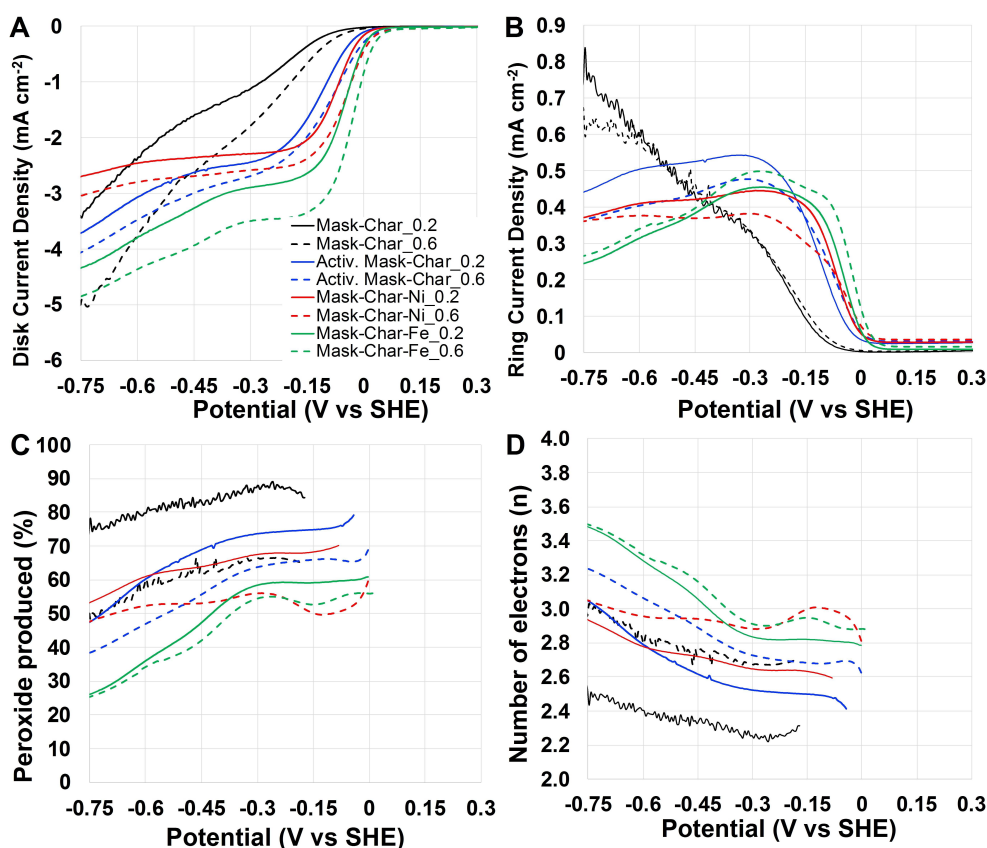 A
Disk Current Density (mA cm⁻²)
0
-1
-2
-3
-4
-5
-6
Mask-Char_0.2
Mask-Char_0.6
Activ. Mask-Char_0.2
Activ. Mask-Char_0.6
Mask-Char-Ni_0.2
Mask-Char-Ni_0.6
Mask-Char-Fe_0.2
Mask-Char-Fe_0.6
-0.75 -0.6 -0.45 -0.3 -0.15 0 0.15 0.3
Potential (V vs SHE)
B
Ring Current Density (mA cm⁻²)
0.9
0.8
0.7
0.6
0.5
0.4
0.3
0.2
0.1
0
-0.75 -0.6 -0.45 -0.3 -0.15 0 0.15 0.3
Potential (V vs SHE)
C
Peroxide produced (%)
100
90
80
70
60
50
40
30
20
10
0
-0.75 -0.6 -0.45 -0.3 -0.15 0 0.15 0.3
Potential (V vs SHE)
D
Number of electrons (n)
4.0
3.8
3.6
3.4
3.2
3.0
2.8
2.6
2.4
2.2
2.0
-0.75 -0.6 -0.45 -0.3 -0.15 0 0.15 0.3
Potential (V vs SHE)